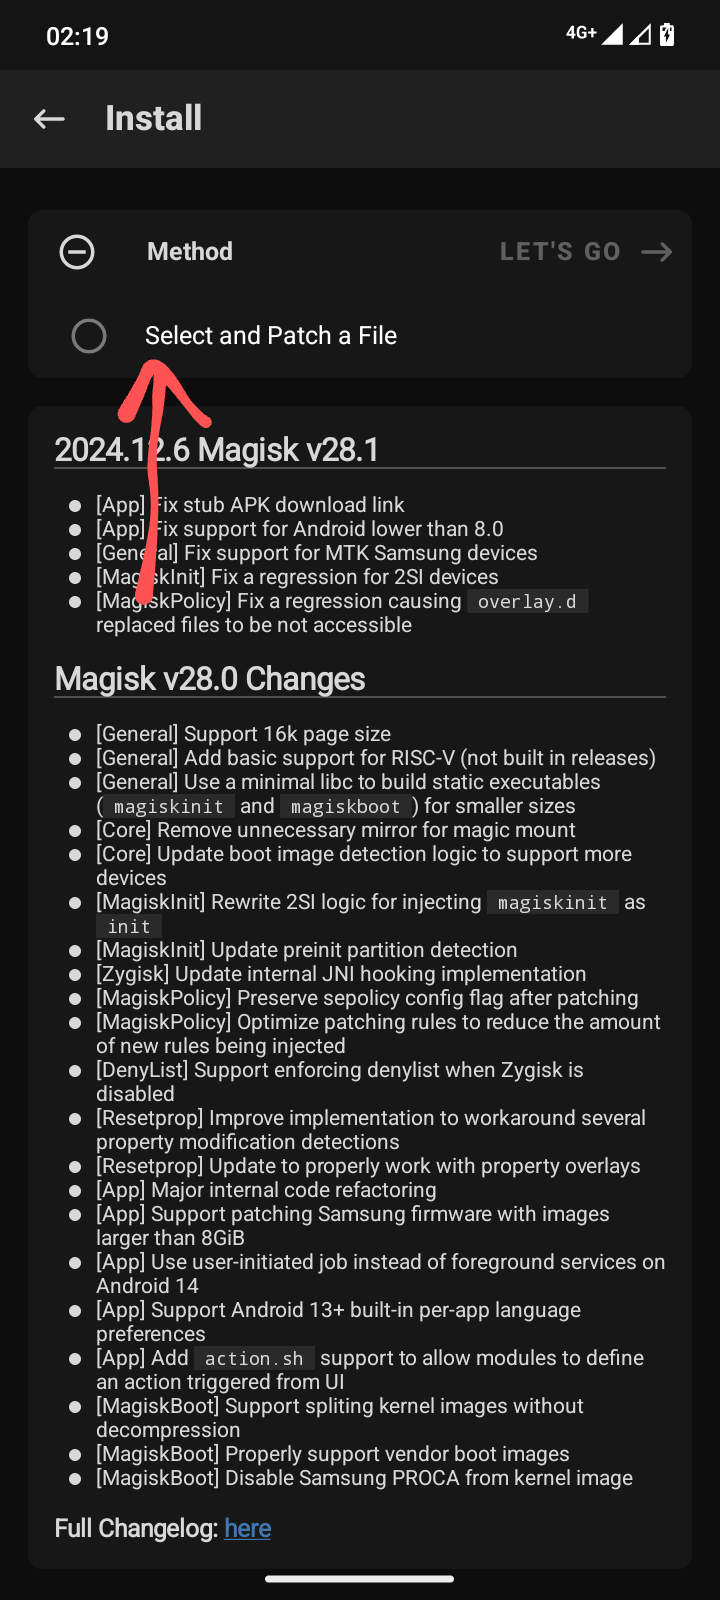 02:19
4G+
Install
Method
LET'S GO
Select and Patch a File
2024.12.6 Magisk v28.1
[App] Fix stub APK download link
[App] Fix support for Android lower than 8.0
[General] Fix support for MTK Samsung devices
[MagiskInit] Fix a regression for 2SI devices
[MagiskPolicy] Fix a regression causing overlay.d
replaced files to be not accessible
Magisk v28.0 Changes
[General] Support 16k page size
[General] Add basic support for RISC-V (not built in releases)
[General] Use a minimal libc to build static executables
( magiskinit and magiskboot ) for smaller sizes
[Core] Remove unnecessary mirror for magic mount
[Core] Update boot image detection logic to support more
devices
[MagiskInit] Rewrite 2SI logic for injecting magiskinit as
init
[MagiskInit] Update preinit partition detection
[Zygisk] Update internal JNI hooking implementation
[MagiskPolicy] Preserve sepolicy config flag after patching
[MagiskPolicy] Optimize patching rules to reduce the amount
of new rules being injected
[DenyList] Support enforcing denylist when Zygisk is
disabled
[Resetprop] Improve implementation to workaround several
property modification detections
[Resetprop] Update to properly work with property overlays
[App] Major internal code refactoring
[App] Support patching Samsung firmware with images
larger than 8GiB
[App] Use user-initiated job instead of foreground services on
Android 14
[App] Support Android 13+ built-in per-app language
preferences
[App] Add action.sh support to allow modules to define
an action triggered from UI
[MagiskBoot] Support spliting kernel images without
decompression
[MagiskBoot] Properly support vendor boot images
[MagiskBoot] Disable Samsung PROCA from kernel image
Full Changelog: here